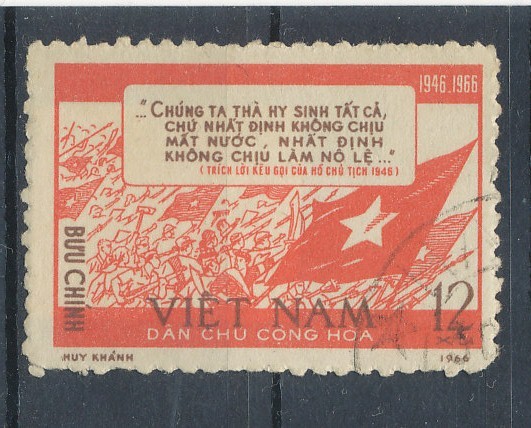 1946_1966
..." CHÚNG TA THÀ HY SINH TẤT CẢ,
CHỨ NHẤT ĐỊNH KHÔNG CHỊU
MẤT NƯỚC, NHẤT ĐỊNH
KHÔNG CHỊU LÀM NÔ LỆ..."
(TRÍCH LỜI KÊU GỌI CỦA HỒ CHỦ TỊCH 1946)
BƯU CHÍNH
VIỆT NAM 12
XU
DÂN CHỦ CỘNG HÒA
HUY KHÁNH 1966